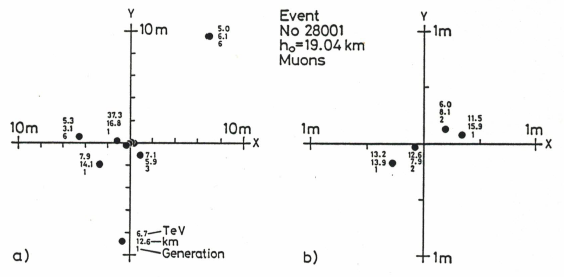 Y
10m
5.0
6.1
6
5.3
3.1
6
37.3
16.8
1
10m
10m
X
7.9
14.1
1
7.1
5.9
3
6.7 TeV
12.6 km
1 Generation
a)
Event
No 28001
h₀=19.04 km
Muons
Y
1m
6.0
8.1
2
11.5
15.9
1
1m
1m
X
13.2
13.9
1
12.6
7.9
2
1m
b)